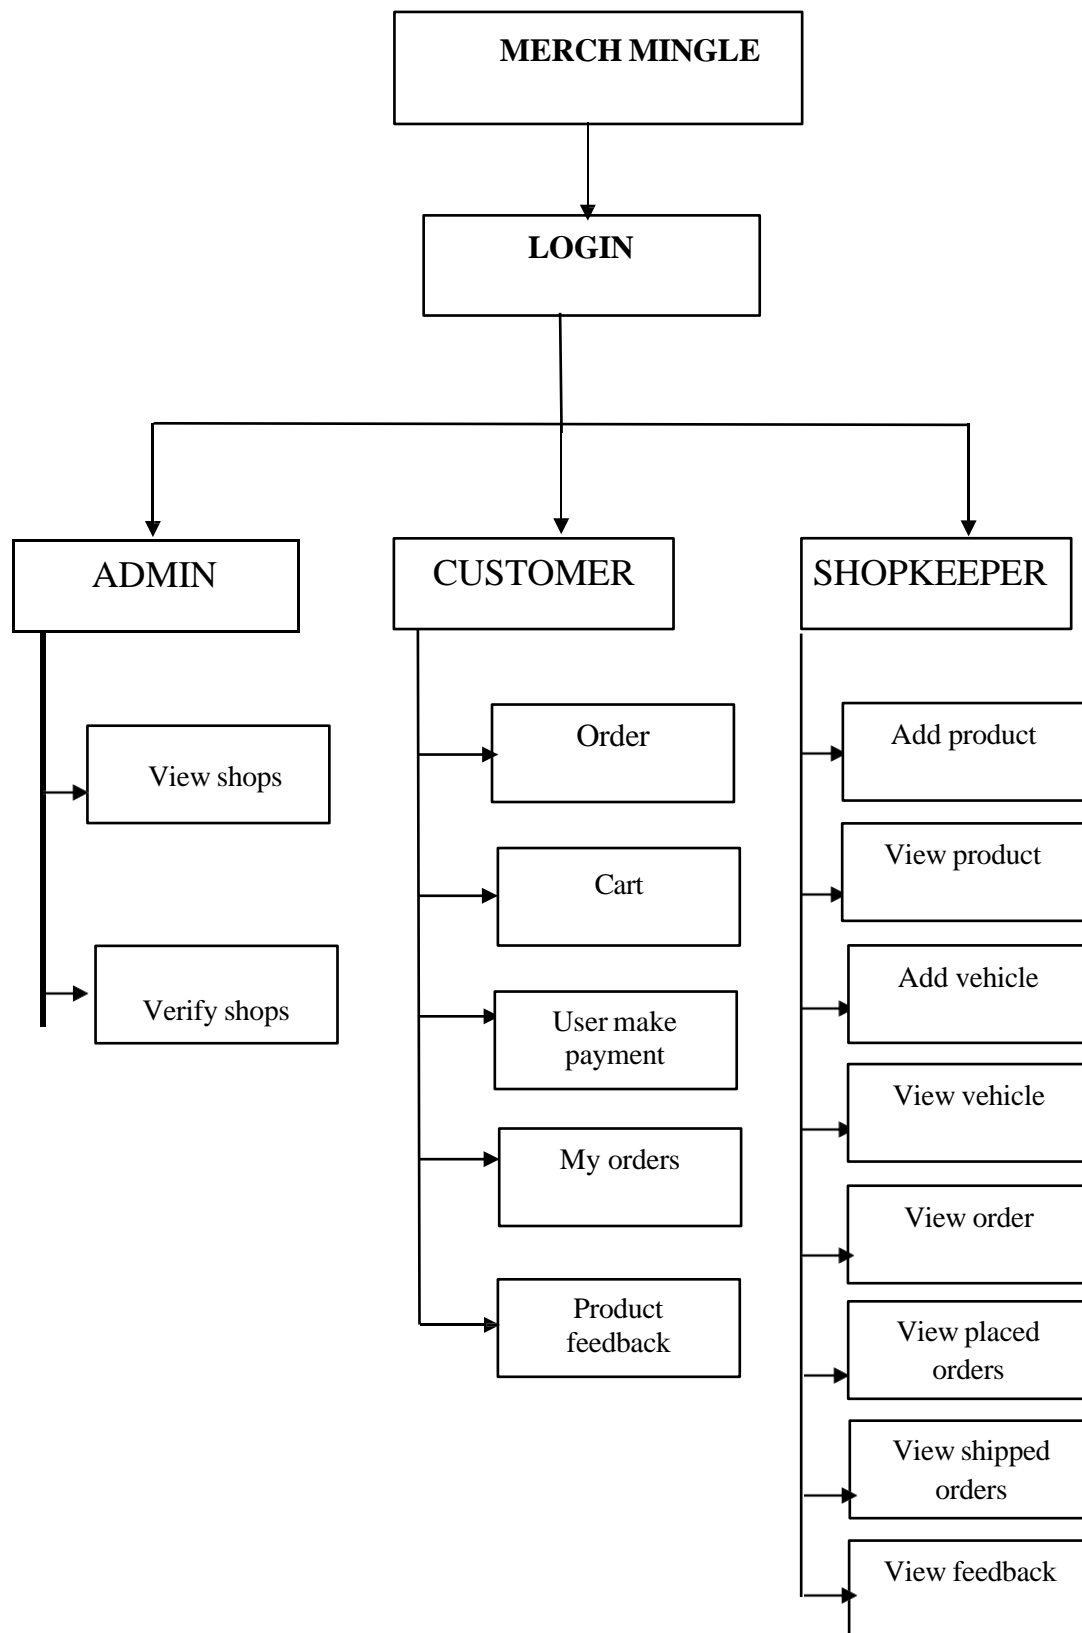 MERCH MINGLE
LOGIN
ADMIN
View shops
Verify shops
CUSTOMER
Order
Cart
User make
payment
My orders
Product
feedback
SHOPKEEPER
Add product
View product
Add vehicle
View vehicle
View order
View placed
orders
View shipped
orders
View feedback